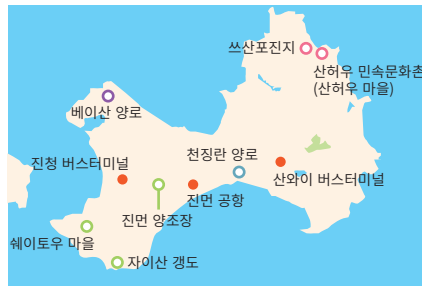 쯔산포진지
산허우 민속문화촌
(산허우 마을)
베이산 양로
진청 버스터미널
천징란 양로
산와이 버스터미널
진먼 공항
진먼 양조장
쉐이토우 마을
자이산 갱도